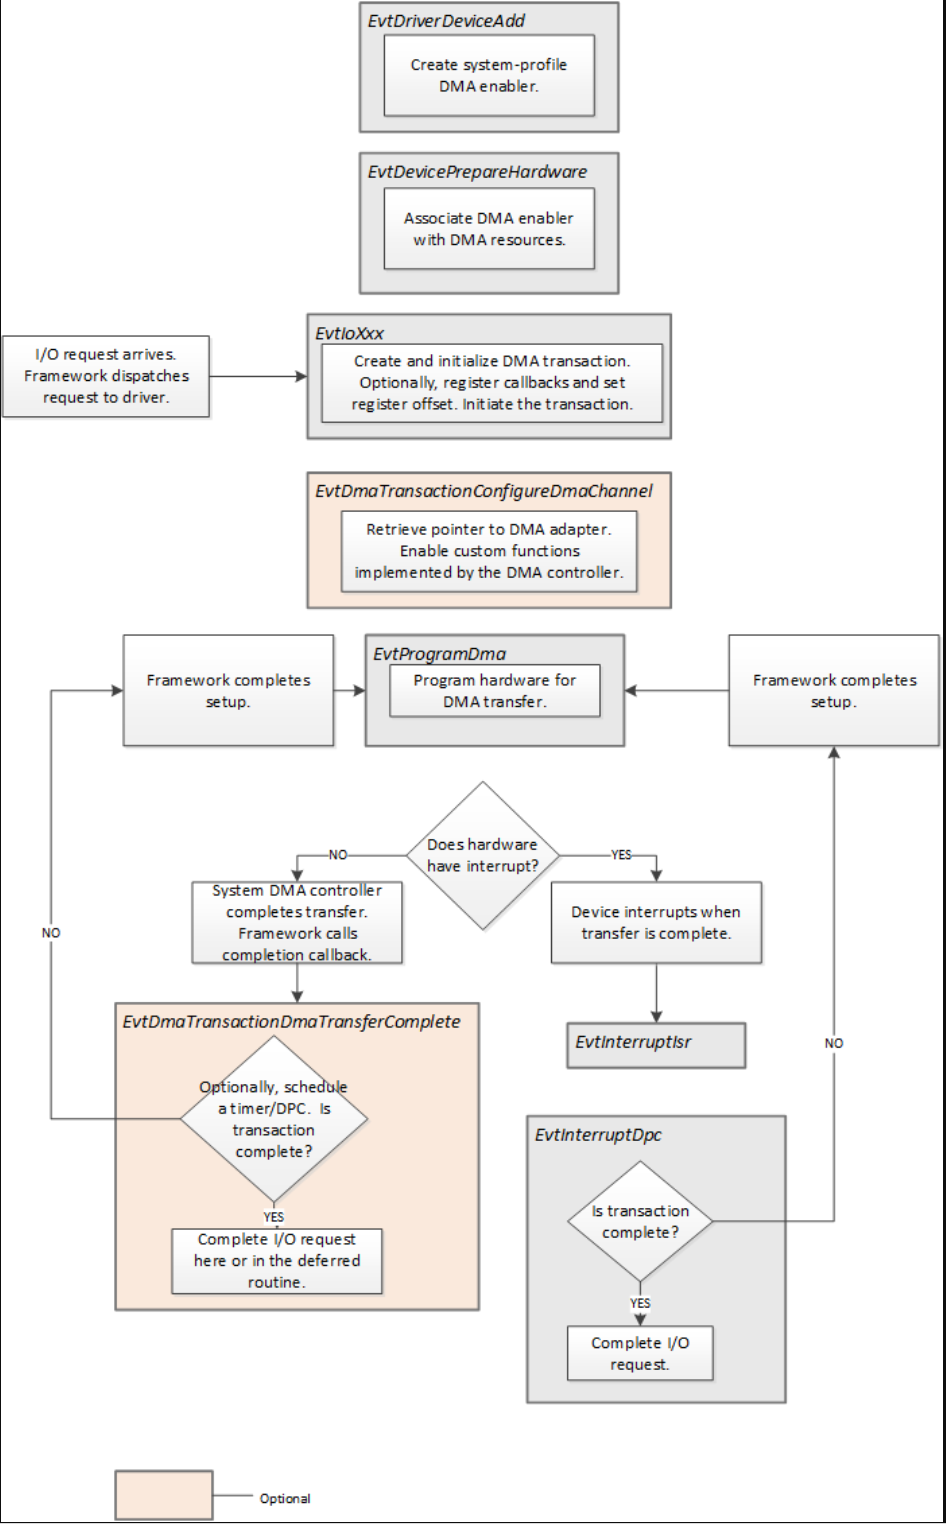 EvtDriverDeviceAdd
Create system-profile
DMA enabler.
EvtDevicePrepareHardware
Associate DMA enabler
with DMA resources.
I/O request arrives.
Framework dispatches
request to driver.
EvtIoXxx
Create and initialize DMA transaction.
Optionally, register callbacks and set
register offset. Initiate the transaction.
EvtDmaTransactionConfigureDmaChannel
Retrieve pointer to DMA adapter.
Enable custom functions
implemented by the DMA controller.
Framework completes
setup.
EvtProgramDma
Program hardware for
DMA transfer.
Framework completes
setup.
Does hardware
have interrupt?
NO
YES
System DMA controller
completes transfer.
Framework calls
completion callback.
Device interrupts when
transfer is complete.
NO
EvtDmaTransactionDmaTransferComplete
Optionally, schedule
a timer/DPC. Is
transaction
complete?
YES
Complete I/O request
here or in the deferred
routine.
EvtInterruptIsr
NO
EvtInterruptDpc
Is transaction
complete?
YES
Complete I/O
request.
Optional